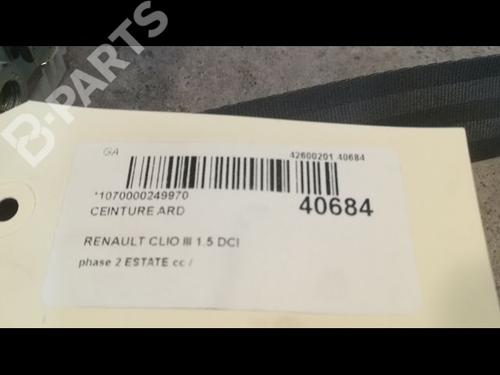 B-PARTS
GA
42600201 40684
*1070000249970
40684
CEINTURE ARD
RENAULT CLIO III 1.5 DCI
phase 2 ESTATE cc /